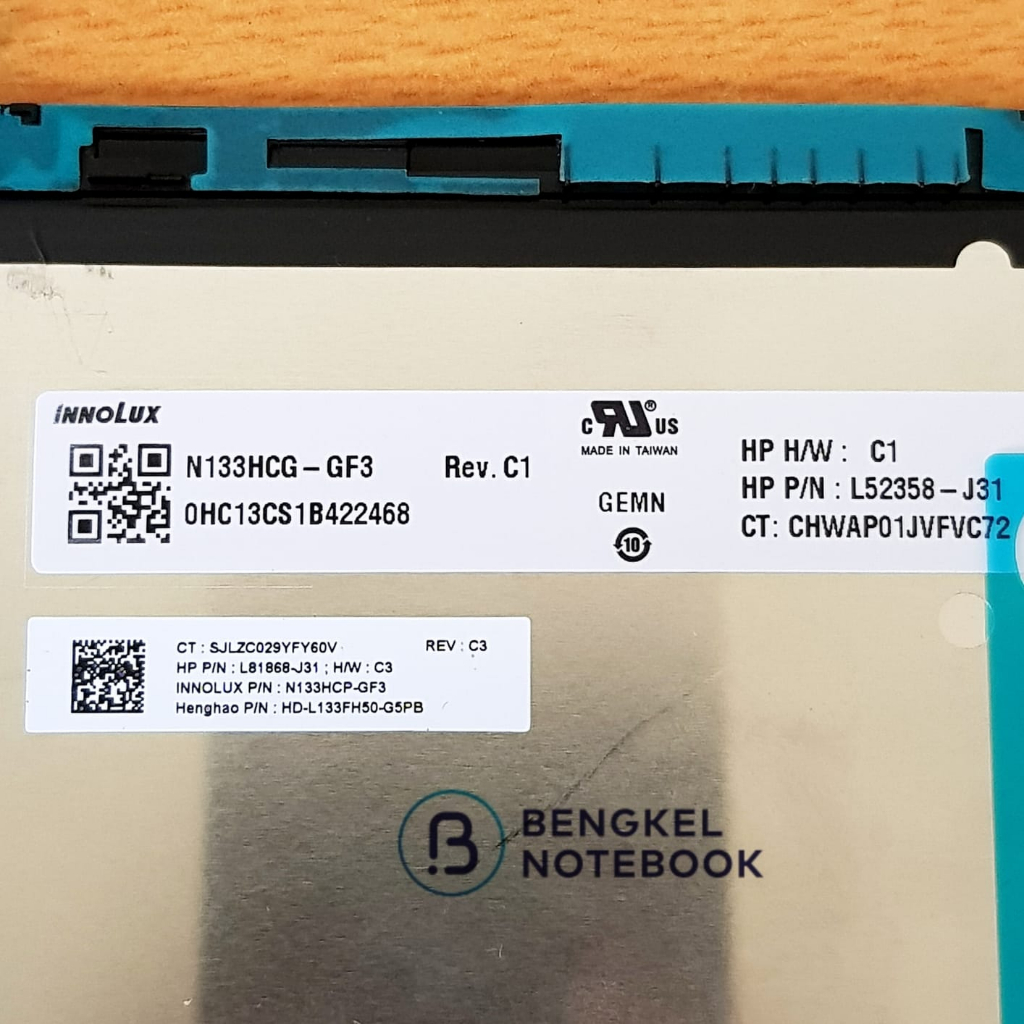 INNOLUX
N133HCG-GF3 Rev. C1
0HC13CS1B422468
C RU® US
MADE IN TAIWAN
GEMN
10
HP H/W : C1
HP P/N : L52358-J31
CT: CHWAP01JVFVC72
CT : SJLZC029YFY60V REV : C3
HP P/N : L81868-J31 ; H/W : C3
INNOLUX P/N : N133HCP-GF3
Henghao P/N : HD-L133FH50-G5PB
B BENGKEL
NOTEBOOK